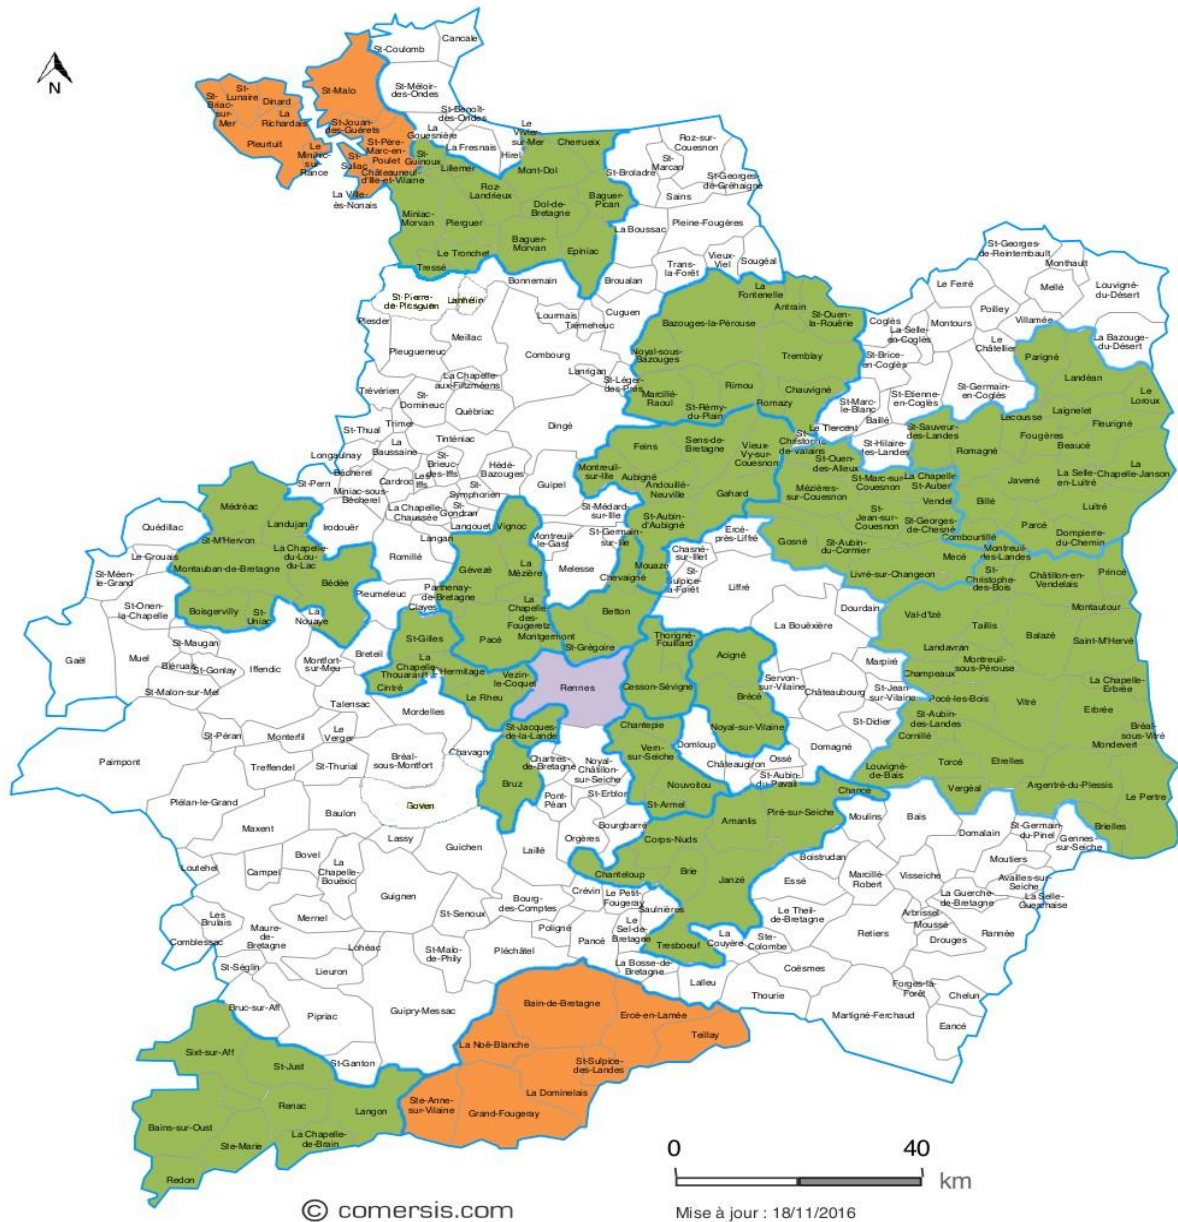 N
Cancale
St-Coulomb
St-Malo
St-Méloir-
des-Ondes
St-
Briac-
sur-
Mer
St-
Lunaire
Dinard
La
Richardais
Pleurtuit
Le
Minihic-
sur-
Rance
St-Jouan-
des-Guérets
St-Père-
Marc-en-
Poulet
St-
Suliac
Châteauneuf-
d'Ille-et-Vilaine
La Ville-
ès-Nonais
St-Benoît-
des-Ondes
La
Gouesnière
La Fresnais
Hirel
Le
Vivier-
sur-Mer
Cherrueix
St-
Guinoux
Lillemer
Mont-Dol
Roz-
Landrieux
Dol-de-
Bretagne
Baguer-
Pican
Miniac-
Morvan
Plerguer
Baguer-
Morvan
Le Tronchet
Epiniac
Tressé
Roz-sur-
Couesnon
St-
Marcan
St-Broladre
St-Georges-
de-Gréhaigne
Sains
Pleine-Fougères
La Boussac
Vieux-
Viel
Sougéal
Trans-
la-Forêt
Broualan
Bonnemain
St-Pierre-
de-Plesguen
Lanhélin
Lourmais
Cuguen
Trémeheuc
Plesder
Meillac
Pleugueneuc
Combourg
Lanrigan
St-Léger-
des-Prés
La Chapelle-
aux-Filtzméens
Trévérien
St-
Domineuc
Québriac
Dingé
St-Thual
Trimer
Tinténiac
La
Baussaine
Longaulnay
St-
Brieuc-
des-Iffs
Hédé-
Bazouges
Bécherel
Cardroc
Les
Iffs
St-Pern
Miniac-sous-
Bécherel
St-
Symphorien
Guipel
La Chapelle-
Chaussée
St-
Gondran
Langouet
Irodouër
Langan
Romillé
La
Fontenelle
Antrain
St-Ouen-
la-Rouërie
Bazouges-la-Pérouse
Noyal-sous-
Bazouges
Tremblay
Rimou
Chauvigné
Marcillé-
Raoul
St-Rémy-
du-Plain
Romazy
St-Georges-
de-Reintembault
Monthault
Le Ferré
Mellé
Louvigné-
du-Désert
Poilley
Villamée
Coglès
La Selle-
en-Coglès
Montours
Le
Châtellier
La Bazouge-
du-Désert
St-Brice-
en-Coglès
Parigné
Landéan
St-Germain-
en-Coglès
St-Etienne-
en-Coglès
St-Marc-
le-Blanc
Baillé
Le
Loroux
Lecousse
Laignelet
Fleurigné
Le Tiercent
St-Hilaire-
des-Landes
St-Sauveur-
des-Landes
Fougères
Romagné
Beaucé
La
Chapelle-Janson
La Selle-
en-Luitré
Javené
Billé
Luitré
Parcé
Dompierre-
du-Chemin
Combourtillé
St-
Christophe-
de-Valains
St-Ouen-
des-Alleux
St-Marc-sur-
Couesnon
La Chapelle-
St-Aubert
Vendel
Mézières-
sur-Couesnon
St-
Jean-sur-
Couesnon
St-Georges-
de-Chesné
Gosné
St-Aubin-
du-Cormier
Mecé
Livré-sur-Changeon
Feins
Sens-de-
Bretagne
Vieux-
Vy-sur-
Couesnon
Montreuil-
sur-Ille
Aubigné
Andouillé-
Neuville
Gahard
St-Aubin-
d'Aubigné
St-Médard-
sur-Ille
St-Germain-
sur-Ille
Montreuil-
le-Gast
Melesse
Mouazé
Chevaigné
Chasné-
sur-Illet
Ercé-
près-Liffré
St-
Sulpice-
la-Forêt
Liffré
Dourdain
La Bouëxière
Betton
Thorigné-
Fouillard
Cesson-Sévigné
Acigné
Brécé
Noyal-sur-Vilaine
Servon-
sur-Vilaine
Marpiré
Châteaubourg
St-Jean-
sur-Vilaine
St-Didier
Montreuil-
des-Landes
St-
Christophe-
des-Bois
Châtillon-en-
Vendelais
Princé
Montautour
Val-d'Izé
Taillis
Balazé
Saint-M'Hervé
Landavran
Montreuil-
sous-Pérouse
Champeaux
Pocé-les-Bois
Vitré
La Chapelle-
Erbrée
Erbrée
St-Aubin-
des-Landes
Cornillé
Bréal-
sous-Vitré
Mondevert
Louvigné-
de-Bais
Torcé
Etrelles
Vergéal
Argentré-du-Plessis
Le Pertre
Brielles
Médréac
Quédillac
Landujan
St-M'Hervon
Le Crouais
La Chapelle-
du-Lou-
du-Lac
Montauban-de-Bretagne
St-Méen-
le-Grand
Bédée
Boisgervilly
St-
Uniac
La
Nouaye
St-Onen-
la-Chapelle
Pleumeleuc
Clayes
Parthenay-
de-Bretagne
Vignoc
Gévezé
La
Mézière
La
Chapelle-
des-
Fougeretz
Pacé
Montgermont
St-Grégoire
St-Gilles
La
Chapelle-
Thouarault
L'Hermitage
Cintré
Vezin-
le-Coquet
Le Rheu
Rennes
St-Jacques-
de-la-Lande
Bruz
Gaël
Muel
St-Maugan
Bléruais
St-Gonlay
Iffendic
Montfort-
sur-Meu
Breteil
St-Malon-sur-Mel
Talensac
Mordelles
St-Péran
Monterfil
Le
Verger
Chavagne
Paimpont
Treffendel
St-Thurial
Bréal-
sous-Montfort
Plélan-le-Grand
Baulon
Goven
Maxent
Lassy
Guichen
Bovel
Loutehel
Campel
La
Chapelle-
Bouëxic
Guignen
Mernel
Les
Brulais
Comblessac
Maure-
de-
Bretagne
Lohéac
St-Senoux
St-Malo-
de-Phily
St-Séglin
Lieuron
Bruc-sur-Aff
Pipriac
Guipry-Messac
St-Ganton
Chantepie
Vern-
sur-Seiche
Nouvoitou
St-Armel
Chartres-
de-Bretagne
Noyal-
Châtillon-
sur-Seiche
St-Erblon
Pont-
Péan
Bourgbarré
Orgères
Laillé
Domloup
Châteaugiron
Ossé
Domagné
St-Aubin-
du-Pavail
Chancé
Piré-sur-Seiche
Amanlis
Corps-Nuds
Brie
Janzé
Chanteloup
Tresboeuf
Crévin
Le Petit-
Fougeray
Saulnières
Bourg-
des-Comptes
Poligné
Pancé
Le
Sel-de-
Bretagne
Pléchâtel
La Bosse-de-
Bretagne
La
Couyère
Ste-
Colombe
Lalleu
Thourie
Coësmes
Moulins
Bais
Domalain
St-Germain-
du-Pinel
Gennes-
sur-Seiche
Boistrudan
Marcillé-
Robert
Visseiche
Moutiers
Availles-sur-
Seiche
Essé
La Guerche-
de-Bretagne
La Selle-
Guerchaise
Le Theil-
de-Bretagne
Arbrissel
Moussé
Retiers
Drouges
Rannée
Forges-la-
Forêt
Chelun
Martigné-Ferchaud
Eancé
Bain-de-Bretagne
Ercé-en-Lamée
Teillay
La Noë-Blanche
St-Sulpice-
des-Landes
La Dominelais
Ste-Anne-
sur-Vilaine
Grand-Fougeray
Sixt-sur-Aff
St-Just
Renac
Langon
Bains-sur-Oust
Ste-Marie
La Chapelle-
de-Brain
Redon
0 40
km
© comersis.com
Mise à jour : 18/11/2016